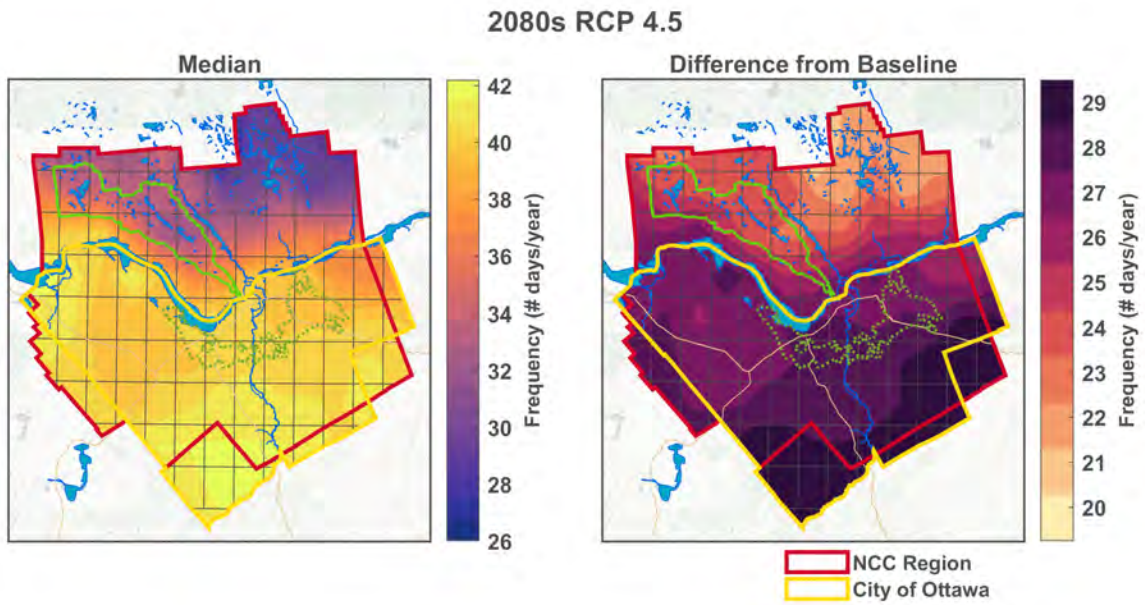 2080s RCP 4.5
Median
Difference from Baseline
42
40
38
36
34
32
30
28
26
Frequency (# days/year)
29
28
27
26
25
24
23
22
21
20
Frequency (# days/year)
NCC Region
City of Ottawa